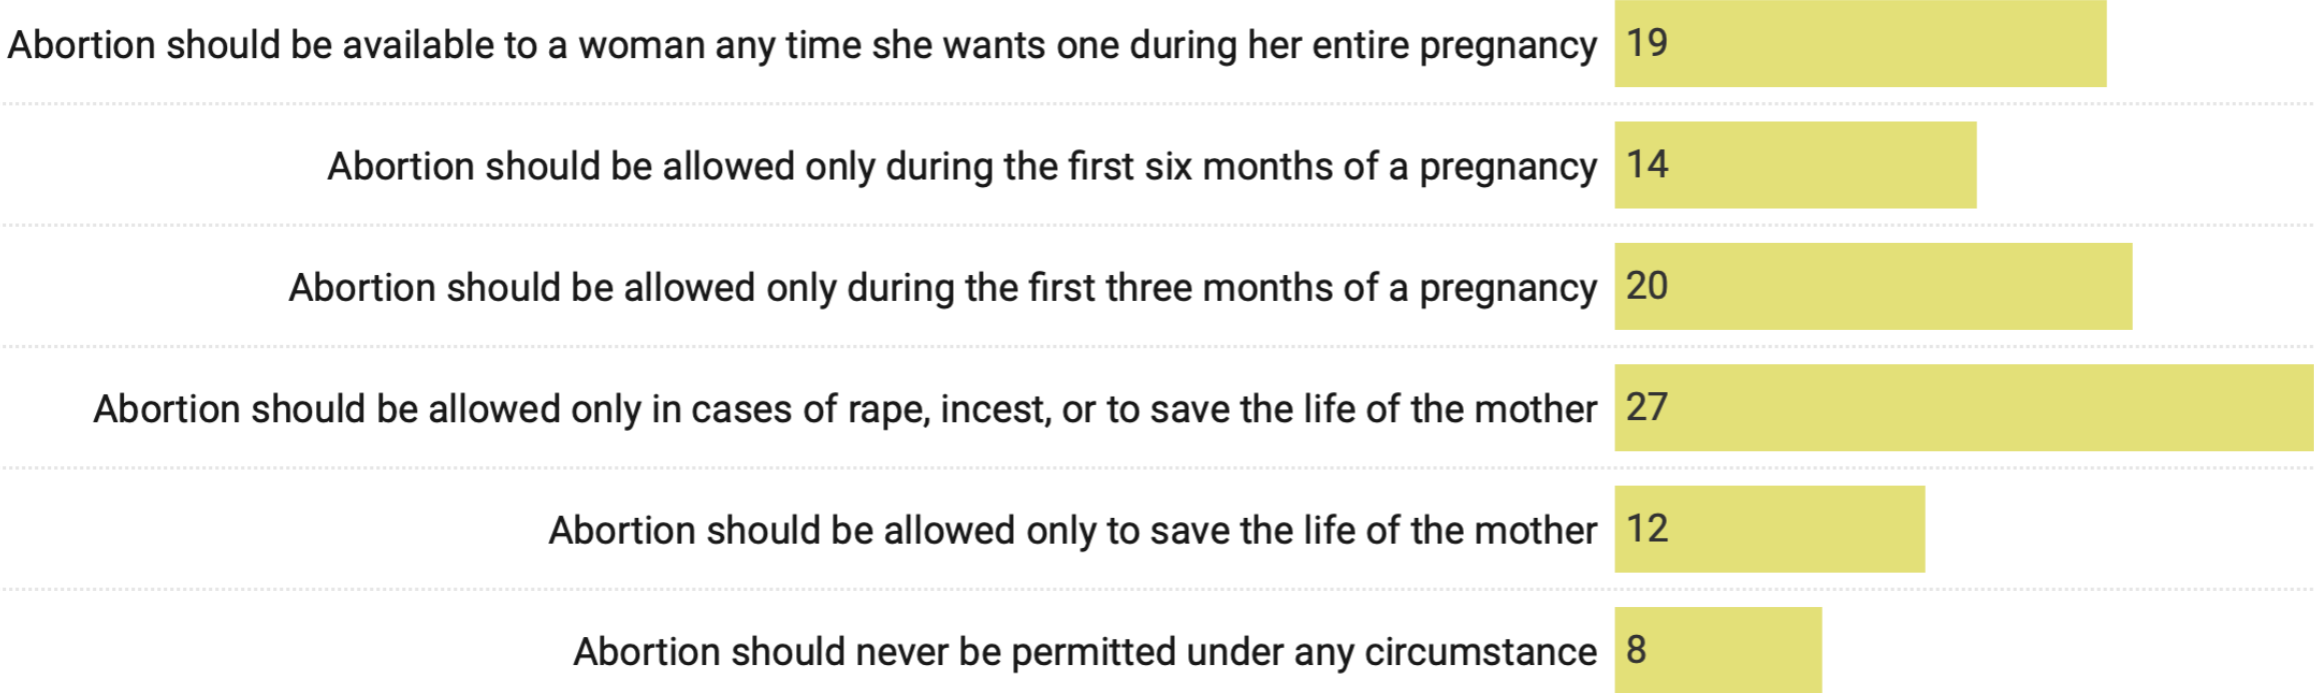 Abortion should be available to a woman any time she wants one during her entire pregnancy 19
Abortion should be allowed only during the first six months of a pregnancy 14
Abortion should be allowed only during the first three months of a pregnancy 20
Abortion should be allowed only in cases of rape, incest, or to save the life of the mother 27
Abortion should be allowed only to save the life of the mother 12
Abortion should never be permitted under any circumstance 8